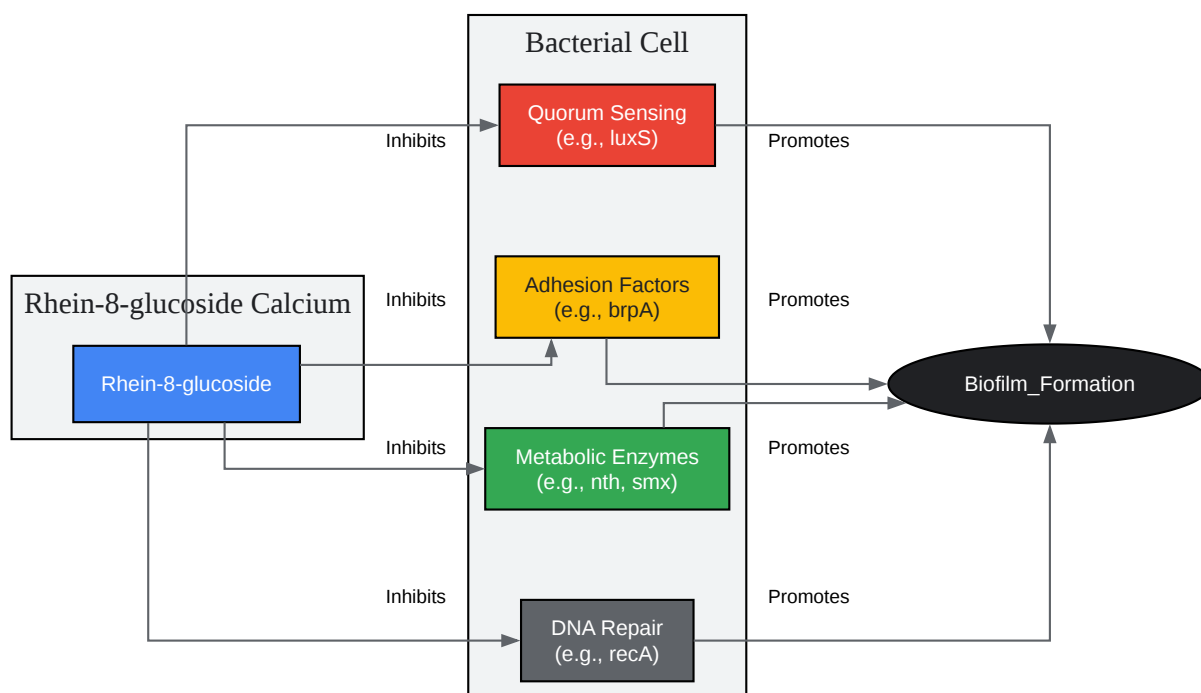 Bacterial Cell
Quorum Sensing
(e.g., luxS)
Inhibits
Promotes
Adhesion Factors
(e.g., brpA)
Inhibits
Promotes
Rhein-8-glucoside Calcium
Rhein-8-glucoside
Biofilm_Formation
Inhibits
Promotes
Metabolic Enzymes
(e.g., nth, smx)
Inhibits
Promotes
DNA Repair
(e.g., recA)